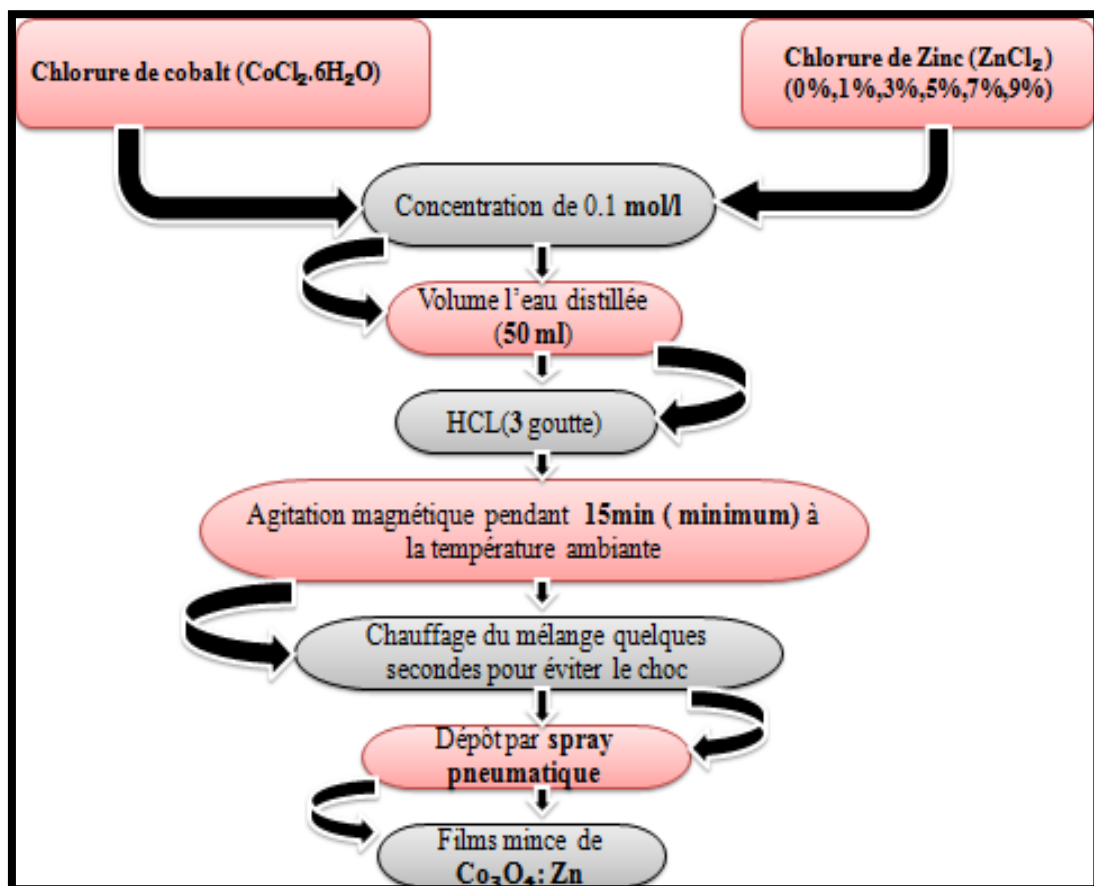 Chlorure de cobalt (CoCl₂.6H₂O)
Chlorure de Zinc (ZnCl₂)
(0%,1%,3%,5%,7%,9%)
Concentration de 0.1 mol/l
Volume l’eau distillée
(50 ml)
HCL(3 goutte)
Agitation magnétique pendant 15min ( minimum) à
la température ambiante
Chauffage du mélange quelques
secondes pour éviter le choc
Dépôt par spray
pneumatique
Films mince de
Co₃O₄: Zn